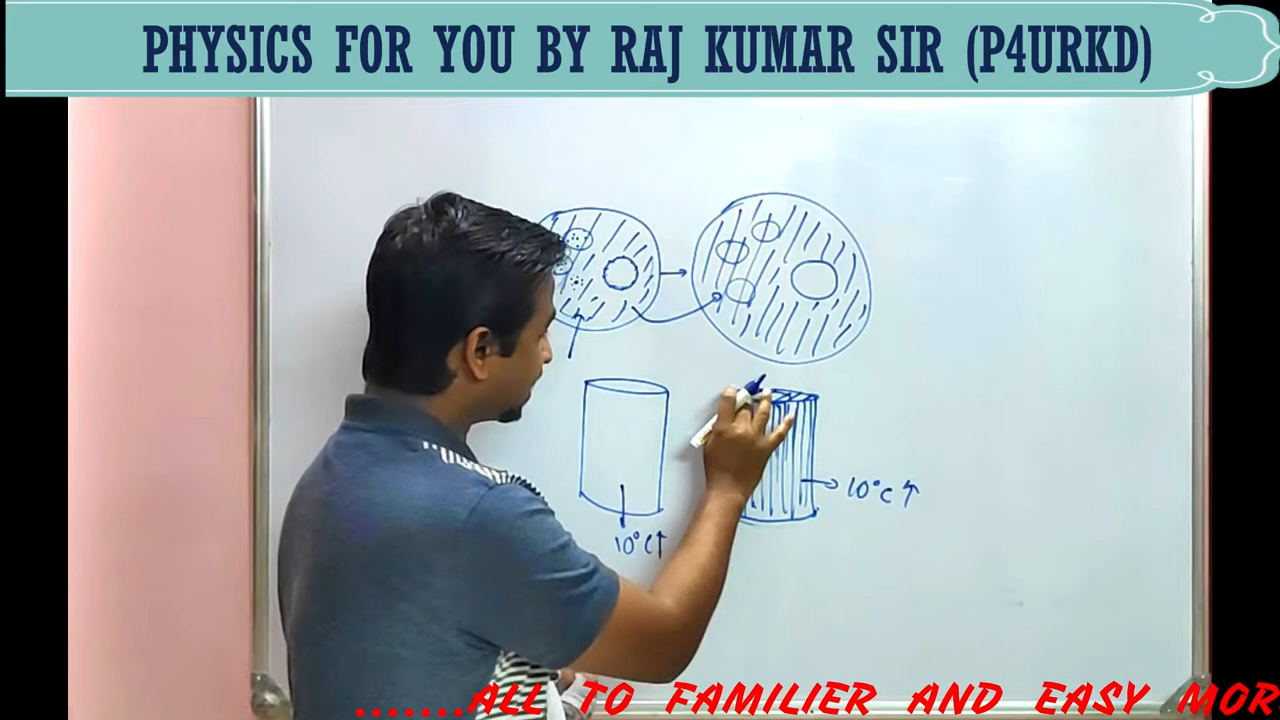 PHYSICS FOR YOU BY RAJ KUMAR SIR (P4URKD)
10°C↑
10°C↑
.......ALL TO FAMILIER AND EASY MOR